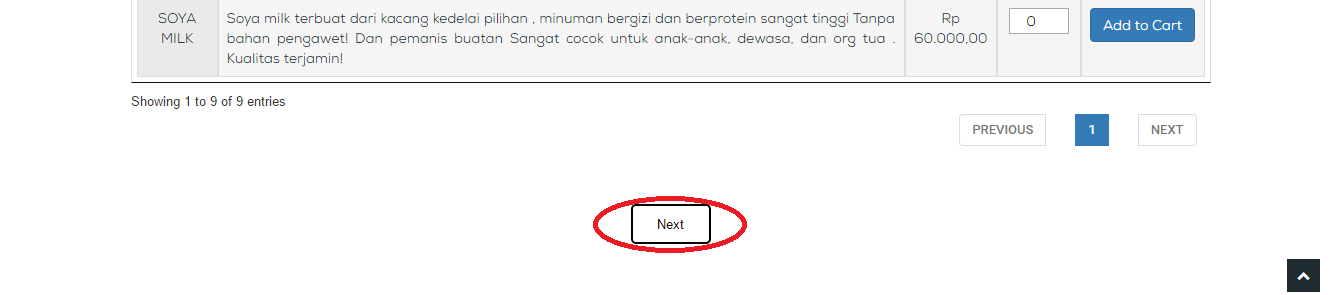 SOYA
MILK
Soya milk terbuat dari kacang kedelai pilihan , minuman bergizi dan berprotein sangat tinggi Tanpa
bahan pengawet! Dan pemanis buatan Sangat cocok untuk anak-anak, dewasa, dan org tua .
Kualitas terjamin!
Rp
60.000,00
0
Add to Cart
Showing 1 to 9 of 9 entries
PREVIOUS
1
NEXT
Next